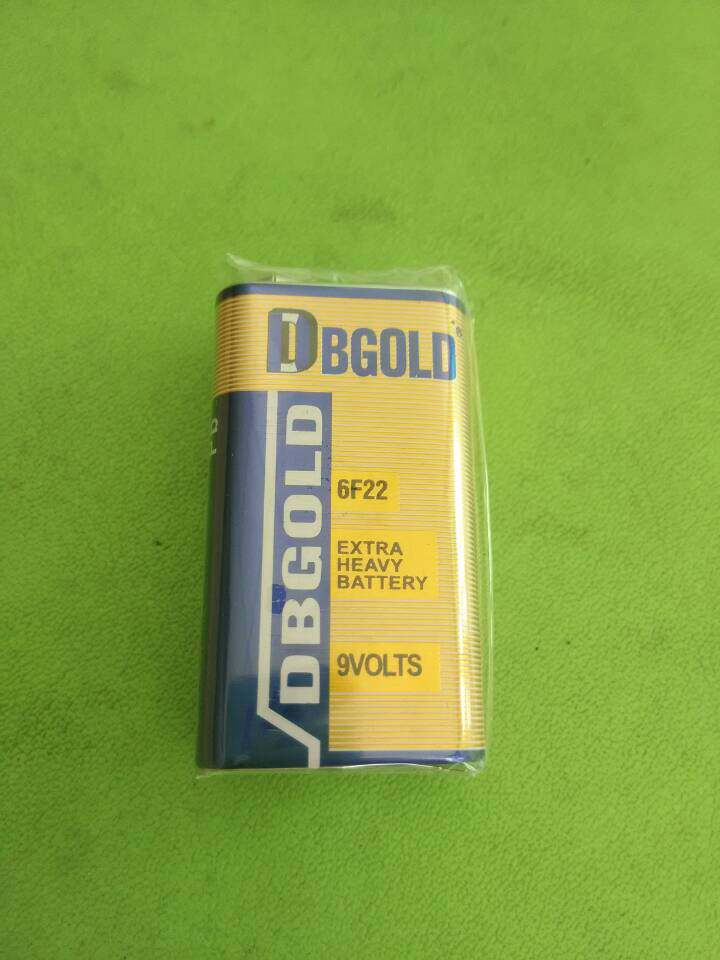 DBGOLD
DBGOLD
6F22
EXTRA
HEAVY
BATTERY
9VOLTS